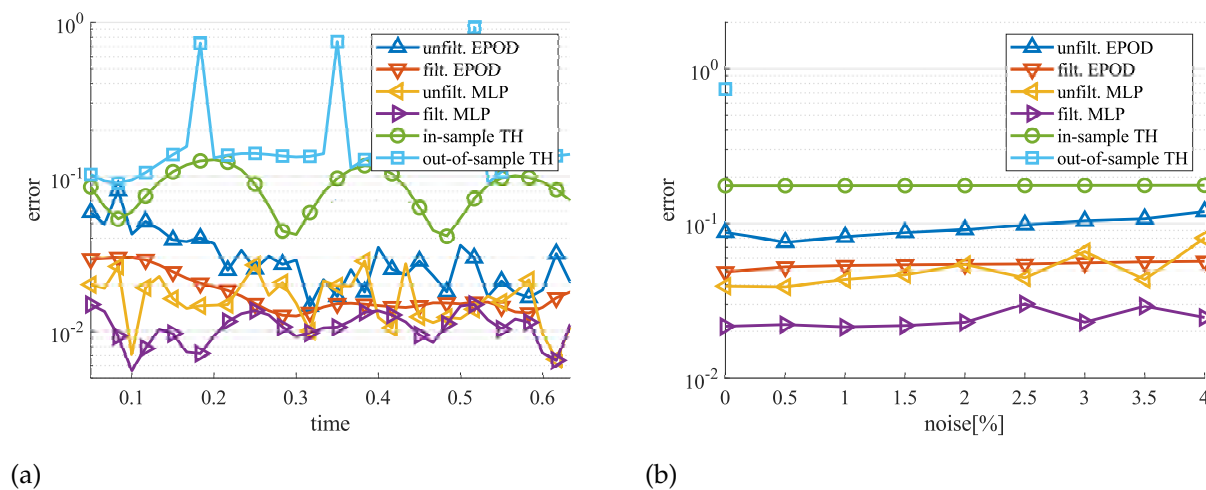 10^0
10^-1
10^-2
error
0.1 0.2 0.3 0.4 0.5 0.6
time
unfilt. EPOD
filt. EPOD
unfilt. MLP
filt. MLP
in-sample TH
out-of-sample TH
(a)
10^0
10^-1
10^-2
error
0 0.5 1 1.5 2 2.5 3 3.5 4
noise[%]
unfilt. EPOD
filt. EPOD
unfilt. MLP
filt. MLP
in-sample TH
out-of-sample TH
(b)